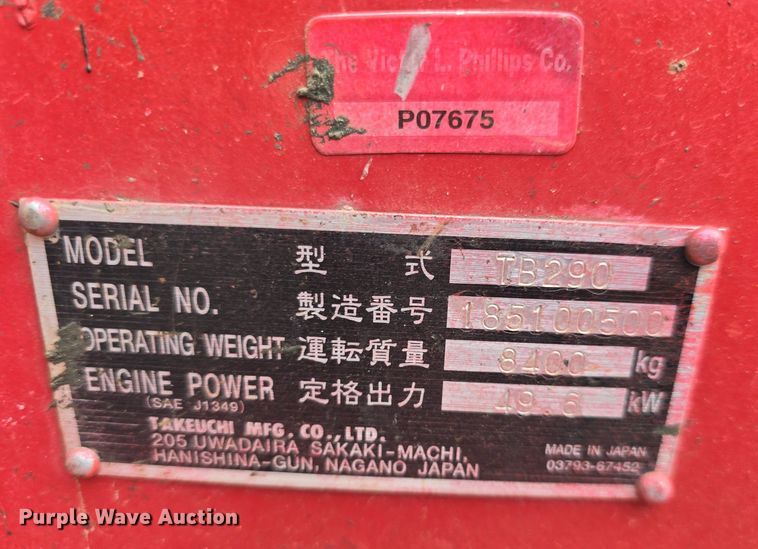 The Victor L. Phillips Co.
P07675
MODEL 型式 TB290
SERIAL NO. 製造番号 185100500
OPERATING WEIGHT 運転質量 8400 kg
ENGINE POWER 定格出力 49.6 kW
(SAE J1349)
TAKEUCHI MFG. CO., LTD.
205 UWADAIRA SAKAKI-MACHI,
HANISHINA-GUN, NAGANO JAPAN
MADE IN JAPAN
03793-67452
Purple Wave Auction